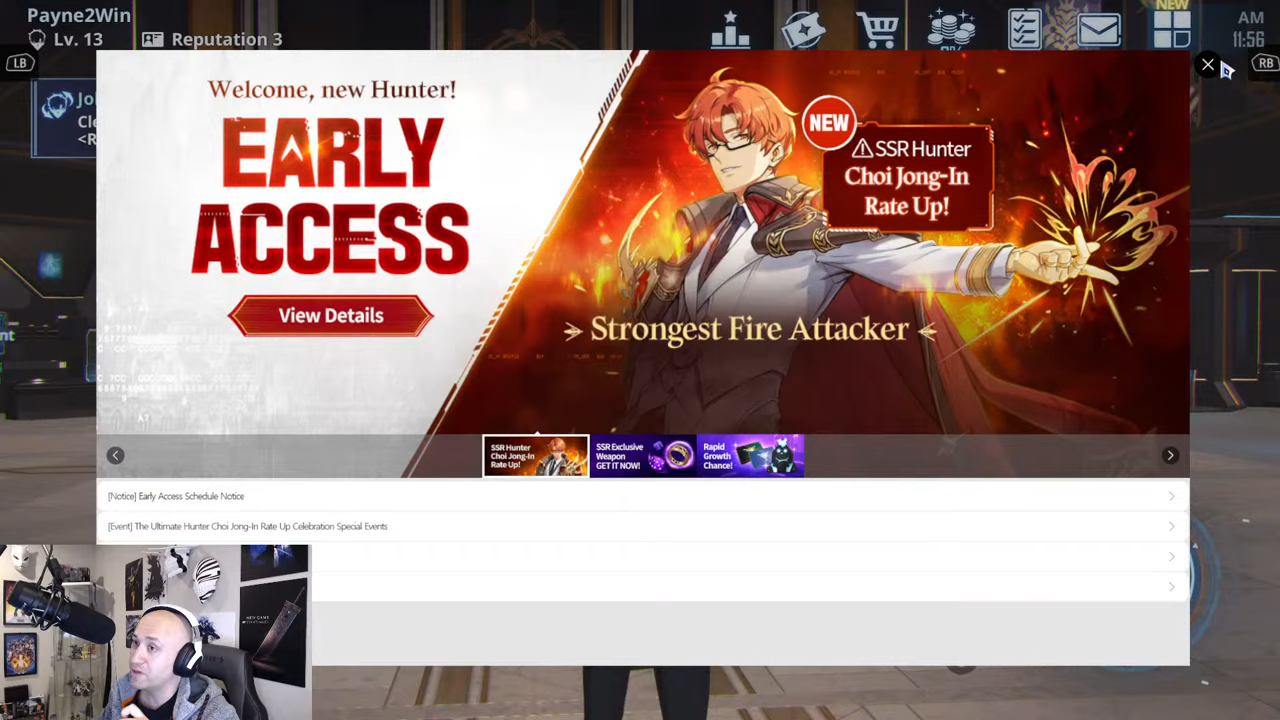 Payne2Win
Lv. 13
Reputation 3
NEW
AM
11:56
LB
RB
Welcome, new Hunter!
EARLY
ACCESS
View Details
NEW
SSR Hunter
Choi Jong-In
Rate Up!
Strongest Fire Attacker
SSR Hunter
Choi Jong-In
Rate Up!
SSR Exclusive
Weapon
GET IT NOW!
Rapid
Growth
Chance!
[Notice] Early Access Schedule Notice
[Event] The Ultimate Hunter Choi Jong-In Rate Up Celebration Special Events